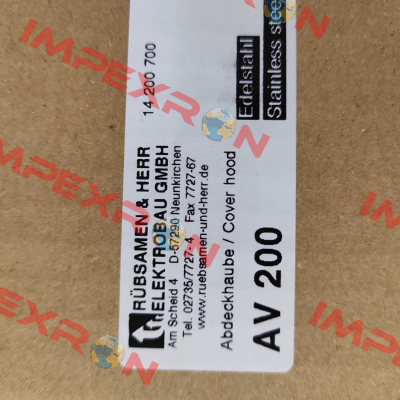 RÜBSAMEN & HERR
ELEKTROBAU GMBH
Am Scheid 4 D-57290 Neunkirchen
Tel. 02735/7727-4 Fax 7727-67
www.ruebsamen-und-herr.de
14 200 700
Abdeckhaube / Cover hood
Edelstahl
Stainless steel
AV 200
IMPEXRON
IMPEXRON
IMPEXRON
IMPEXRON